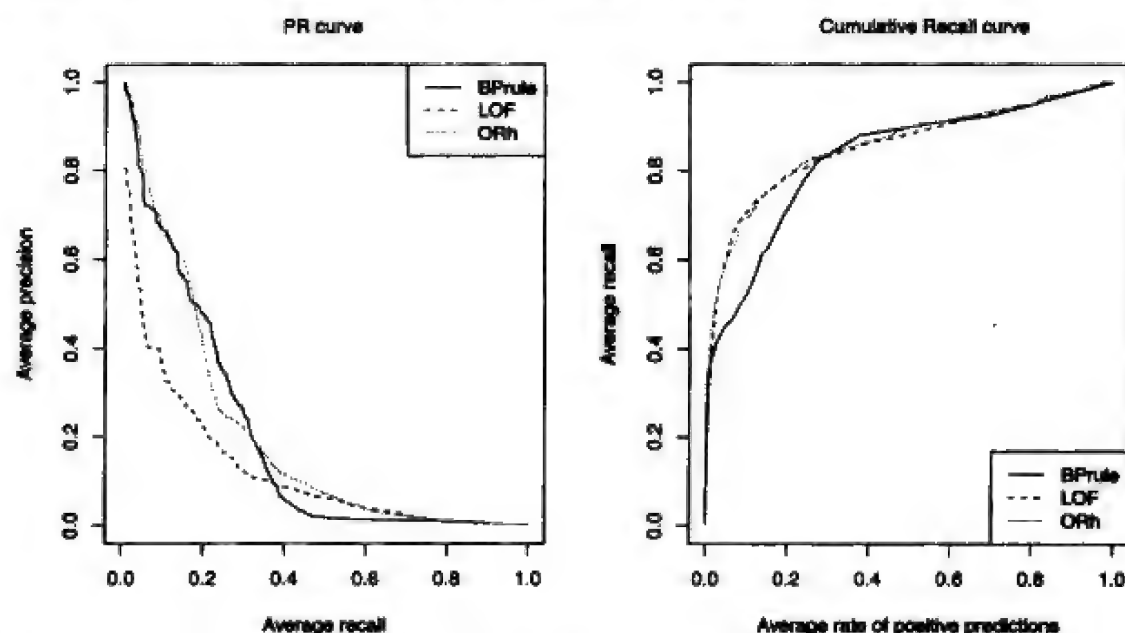 PR curve
1.0
0.8
0.6
0.4
0.2
0.0
Average precision
BPrule
LOF
ORh
0.0 0.2 0.4 0.6 0.8 1.0
Average recall
Cumulative Recall curve
1.0
0.8
0.6
0.4
0.2
0.0
Average recall
BPrule
LOF
ORh
0.0 0.2 0.4 0.6 0.8 1.0
Average rate of positive predictions